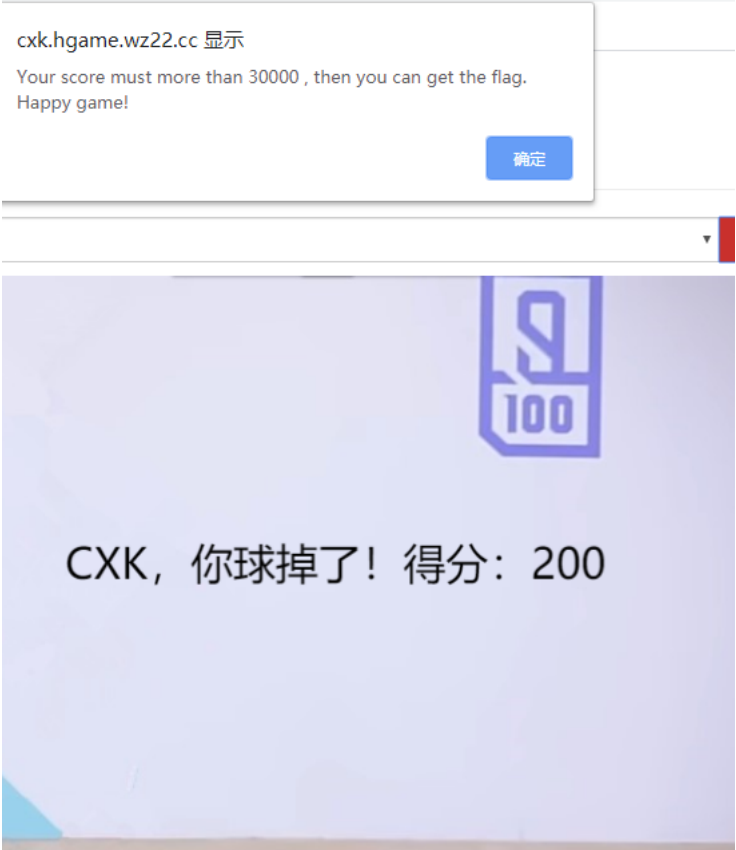 cxk.hgame.wz22.cc 显示
Your score must more than 30000 , then you can get the flag.
Happy game!
确定
100
CXK，你球掉了！得分：200